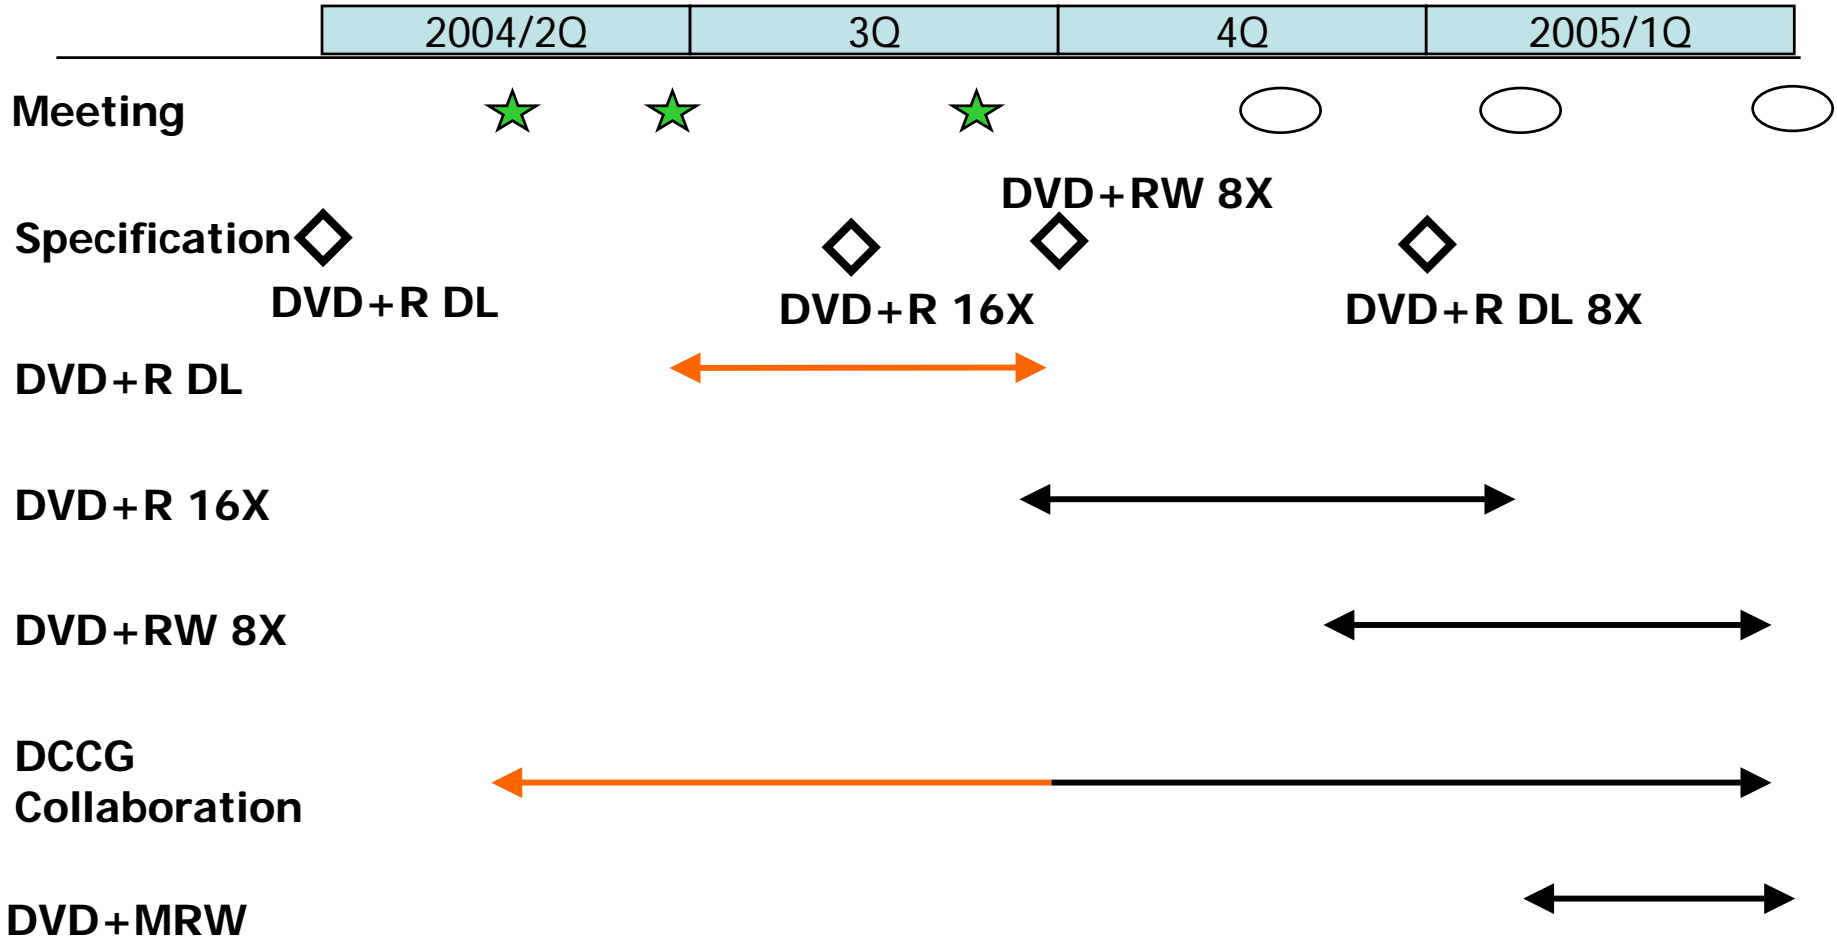 2004/2Q 3Q 4Q 2005/1Q
Meeting
DVD+RW 8X
Specification
DVD+R DL DVD+R 16X DVD+R DL 8X
DVD+R DL
DVD+R 16X
DVD+RW 8X
DCCG
Collaboration
DVD+MRW